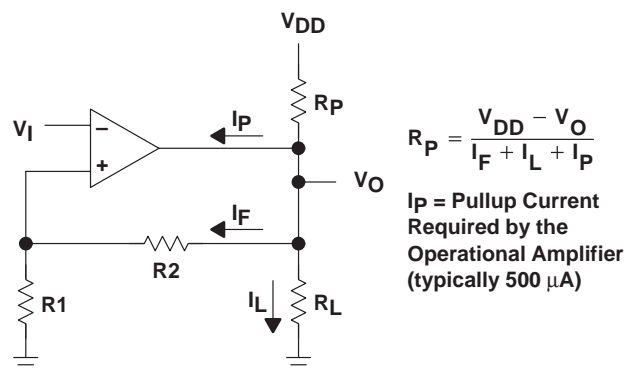 VDD
RP
IP
VI
−
+
VO
IF
R2
R1
IL
RL
RP = VDD − VO / IF + IL + IP
IP = Pullup Current
Required by the
Operational Amplifier
(typically 500 μA)